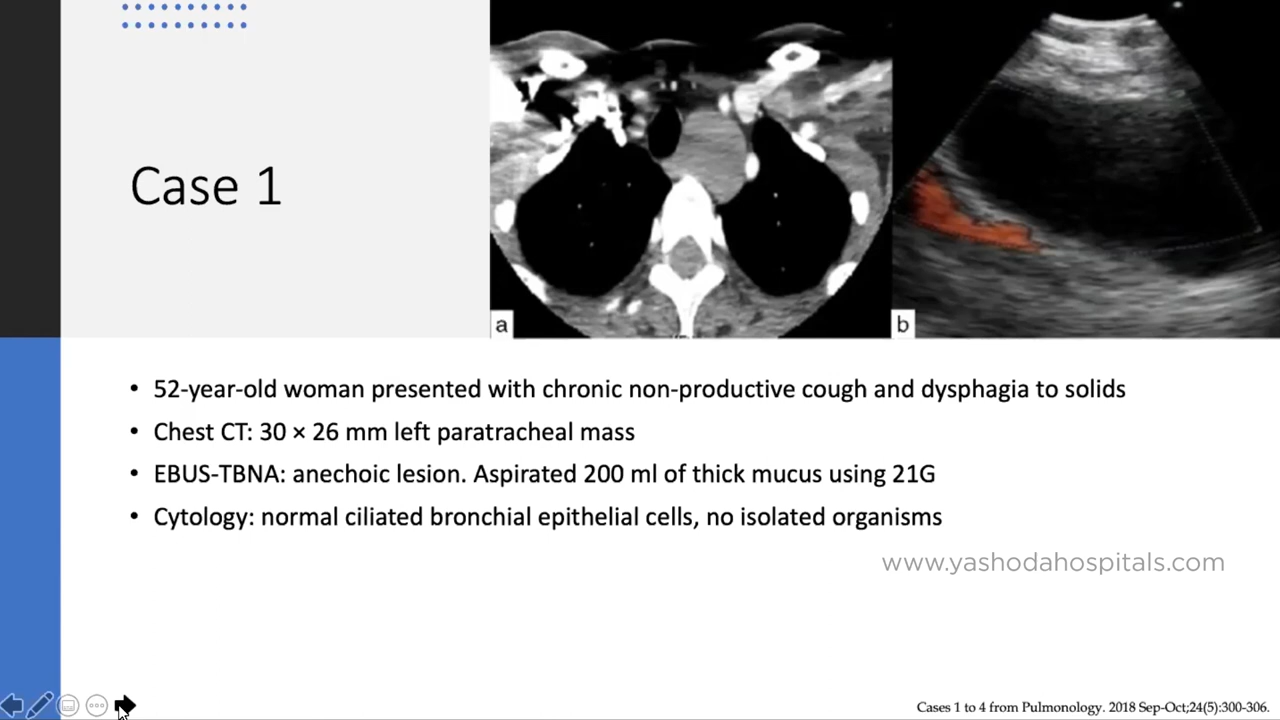 Case 1
a
b
• 52-year-old woman presented with chronic non-productive cough and dysphagia to solids
• Chest CT: 30 × 26 mm left paratracheal mass
• EBUS-TBNA: anechoic lesion. Aspirated 200 ml of thick mucus using 21G
• Cytology: normal ciliated bronchial epithelial cells, no isolated organisms
www.yashodahospitals.com
Cases 1 to 4 from Pulmonology. 2018 Sep-Oct;24(5):300-306.